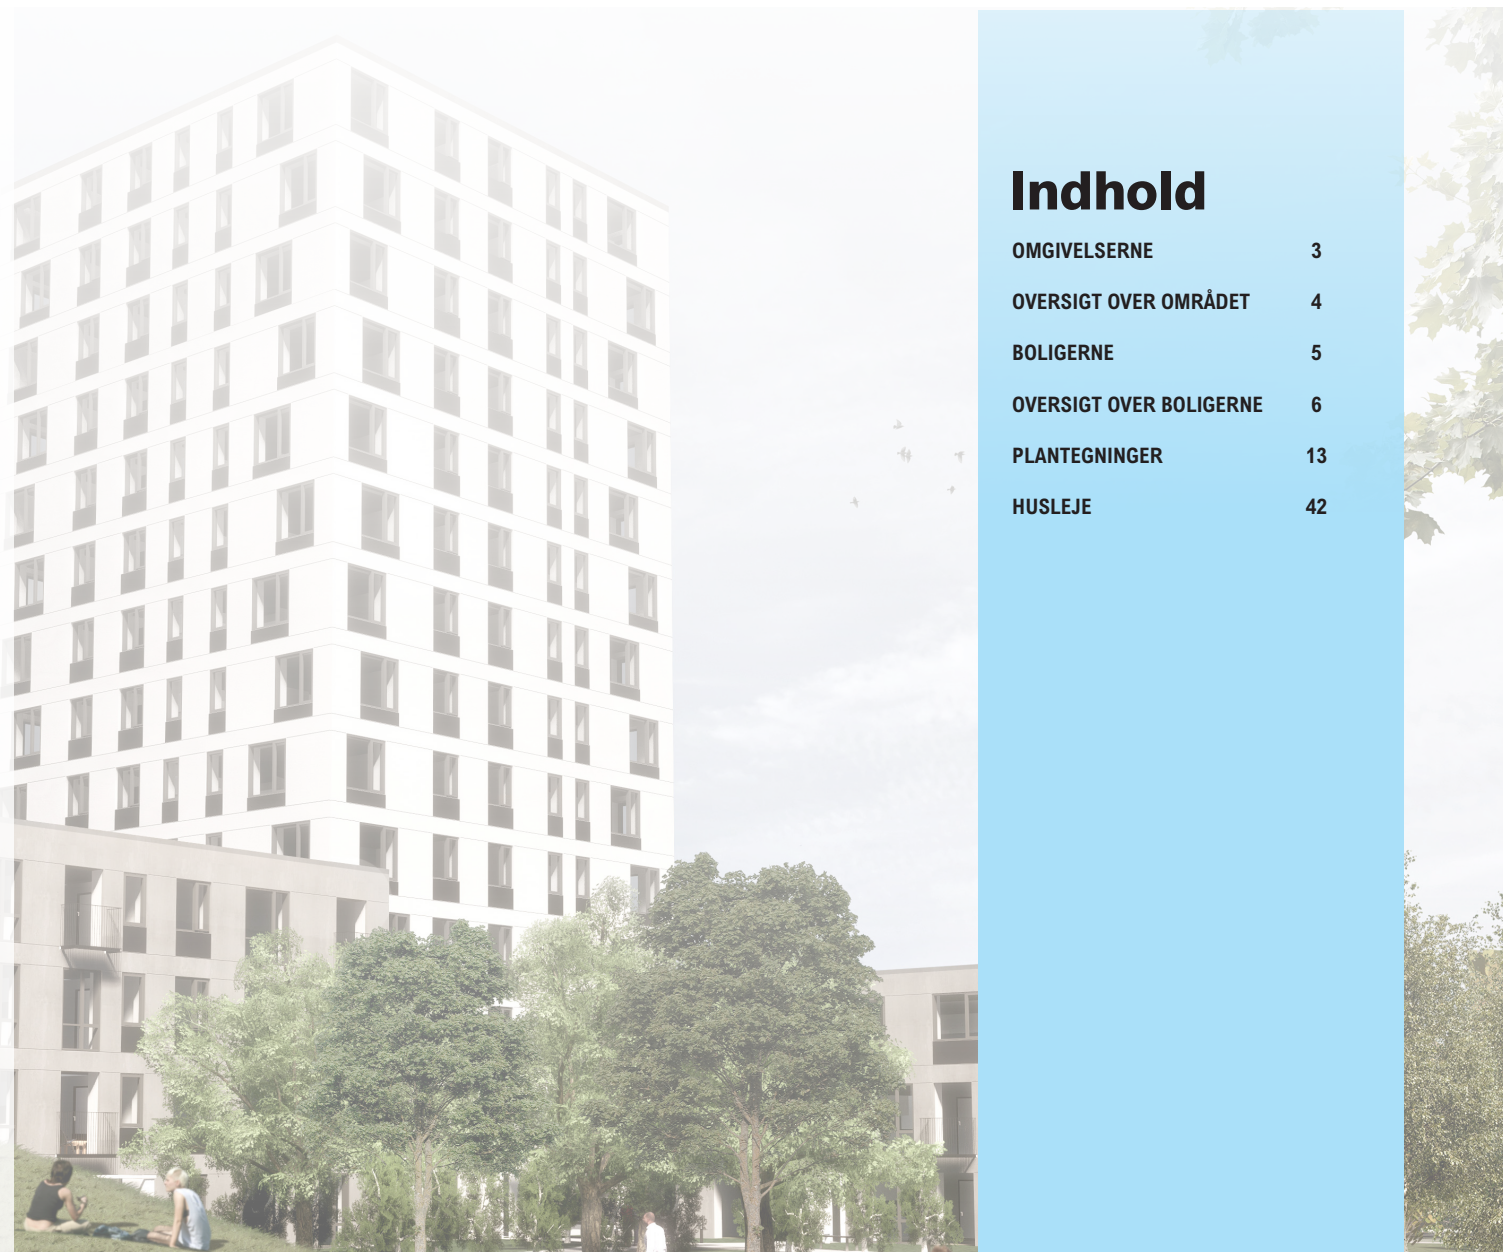 Indhold
OMGIVELSERNE 3
OVERSIGT OVER OMRÅDET 4
BOLIGERNE 5
OVERSIGT OVER BOLIGERNE 6
PLANTEGNINGER 13
HUSLEJE 42